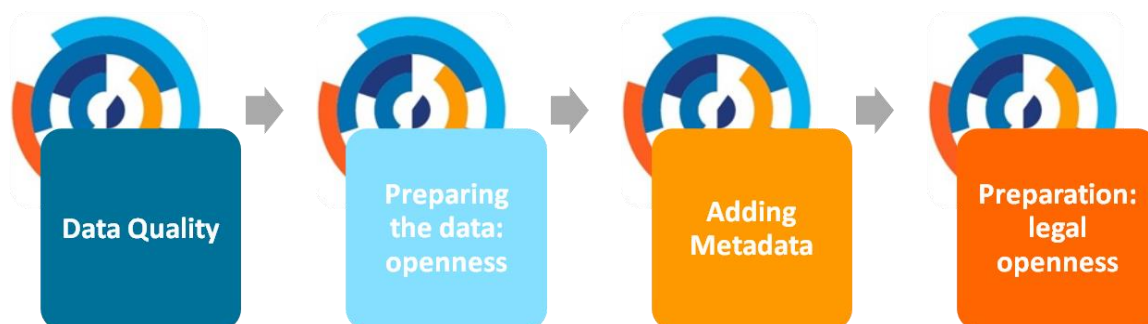 Data Quality
Preparing
the data:
openness
Adding
Metadata
Preparation:
legal
openness